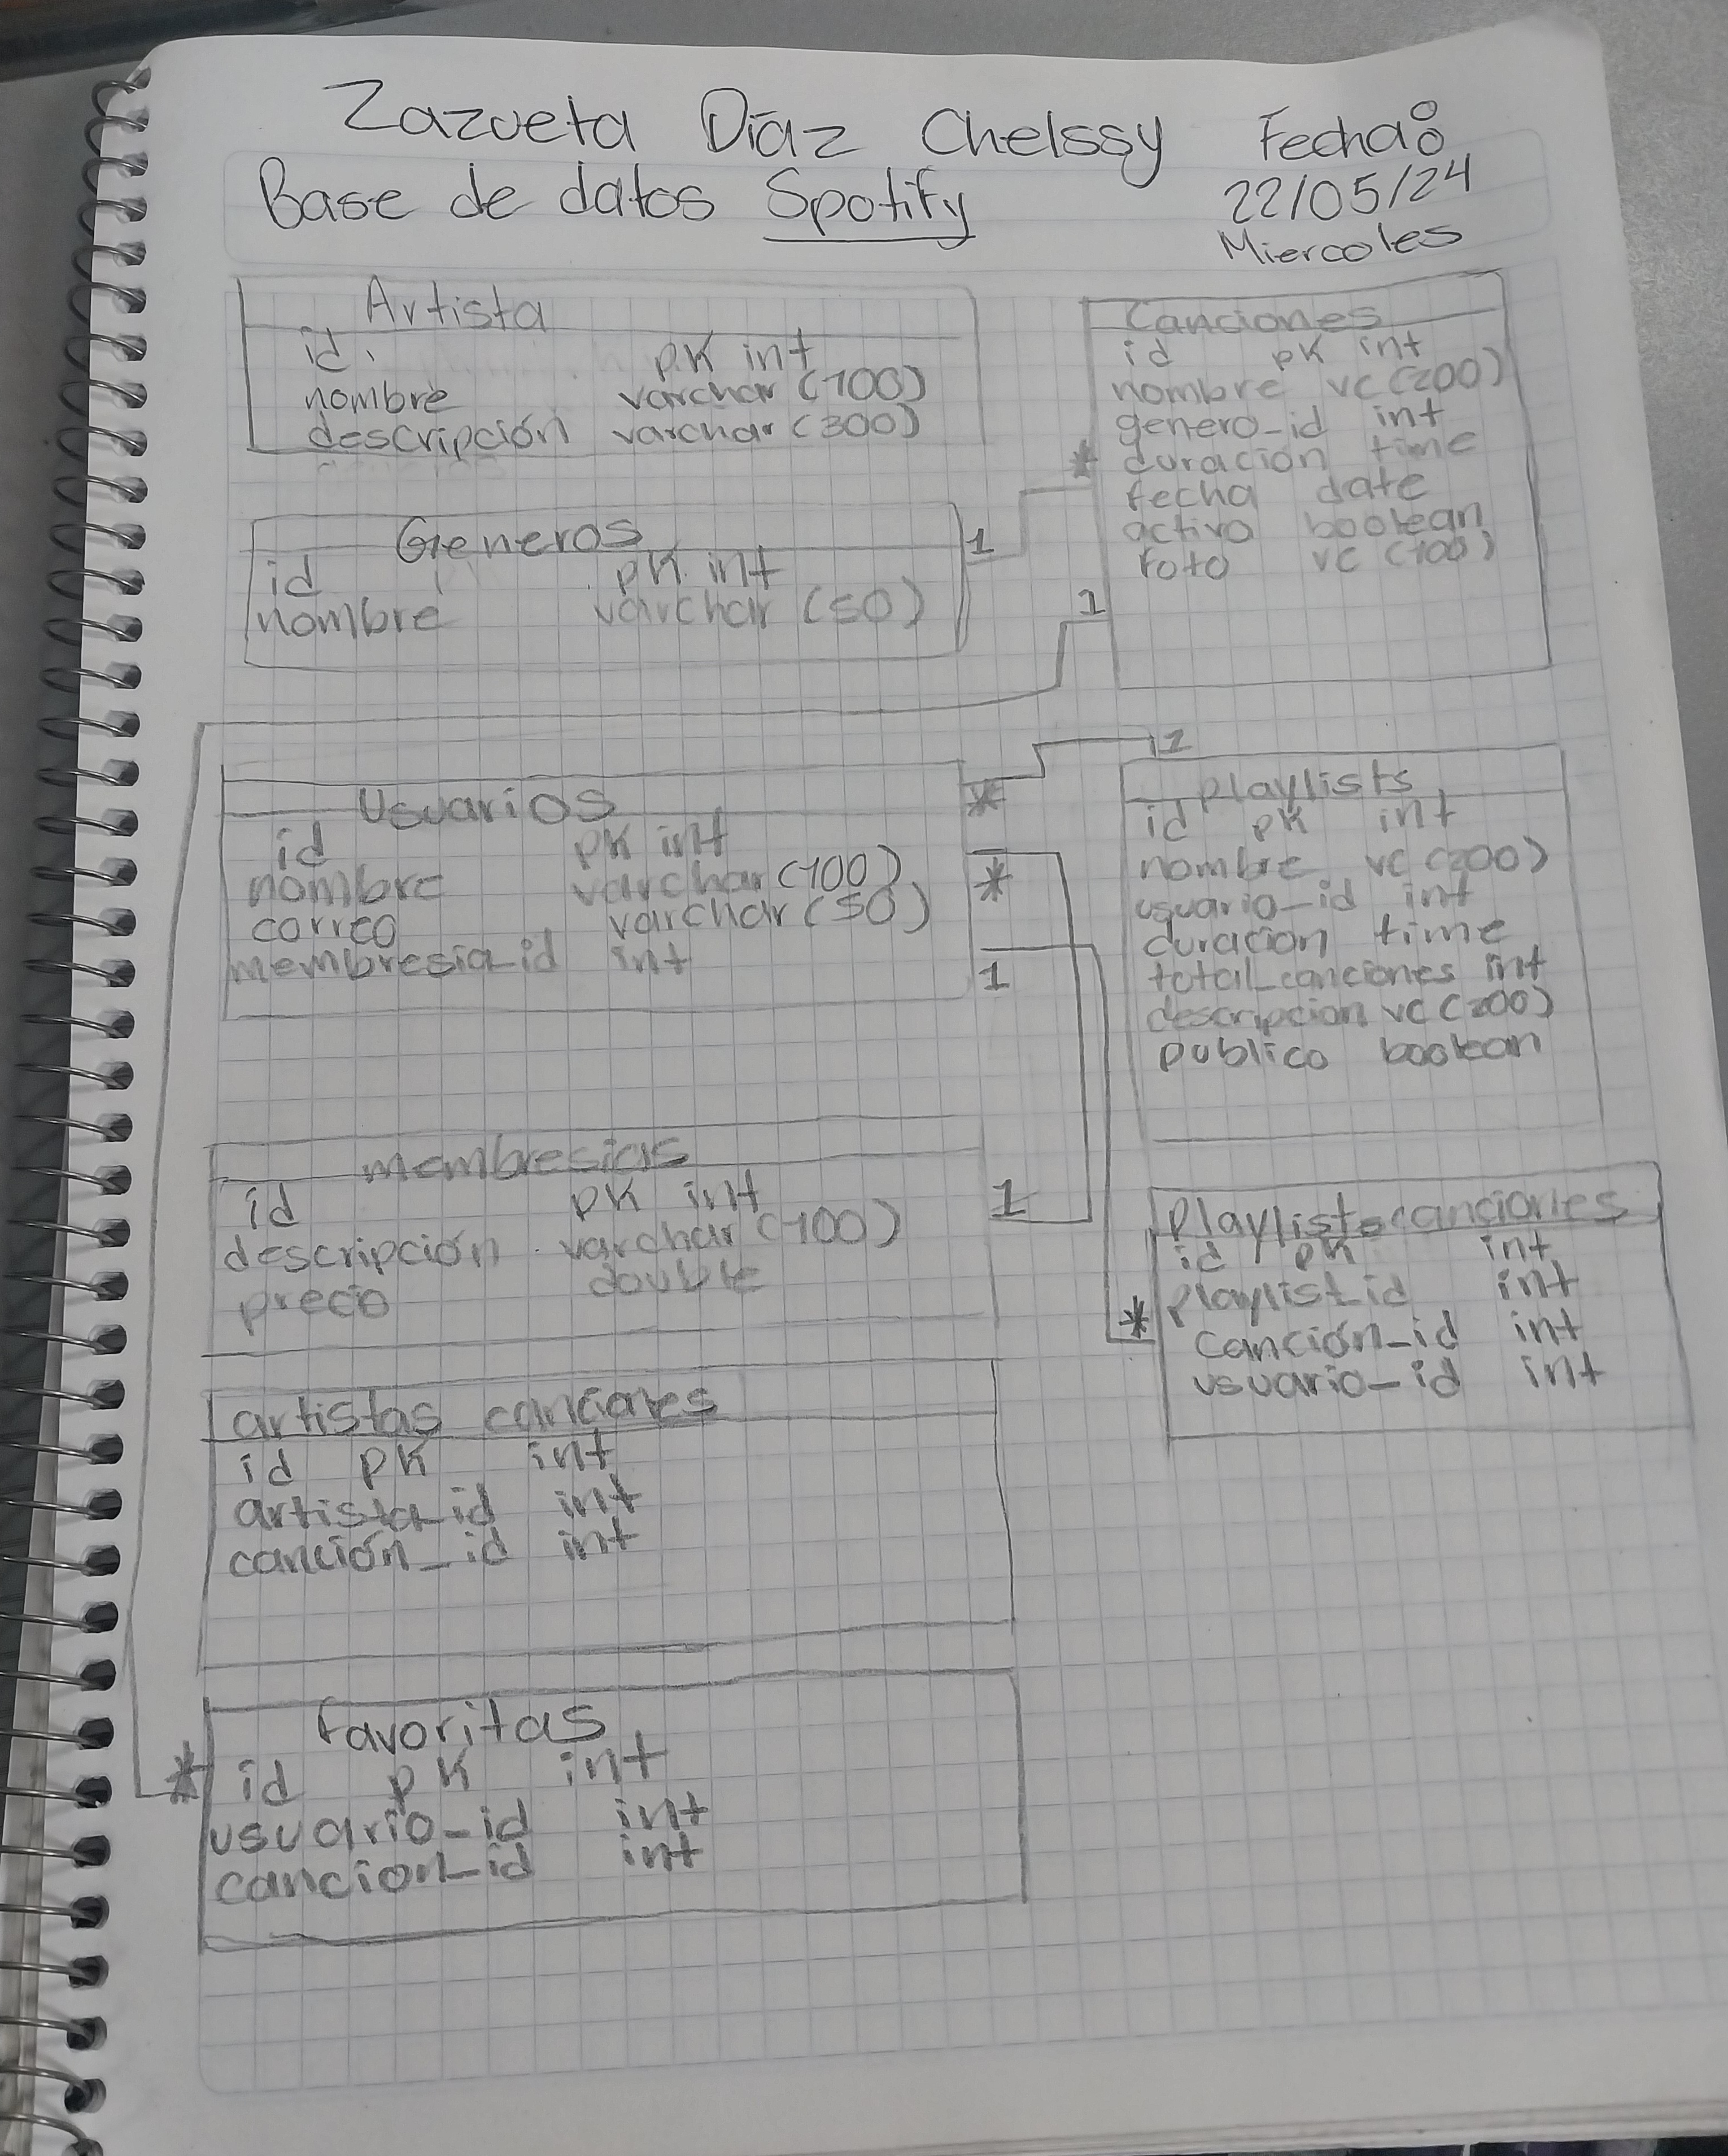 Zazueta Díaz Chelssy Fecha:
Base de datos Spotify 22/05/24
Miercoles
Artista
id pk int
nombre varchar (100)
descripción varchar (300)
Generos
id pk int
nombre varchar (50)
1
Canciones
id pk int
nombre vc (200)
genero_id int
* duración time
fecha date
activo boolean
foto vc (100)
1
Usuarios
id pk int
nombre varchar (100)
correo varchar (50)
membresia_id int
*
*
1
1
playlists
id pk int
nombre vc (200)
usuario_id int
duracion time
total_canciones int
descripcion vc (200)
publico boolean
membresias
id pk int
descripción varchar (100)
precio double
1
Playlists canciones
id pk int
playlist_id int
* canción_id int
usuario_id int
artistas canciones
id pk int
artista_id int
canción_id int
favoritas
* id pk int
usuario_id int
cancion_id int